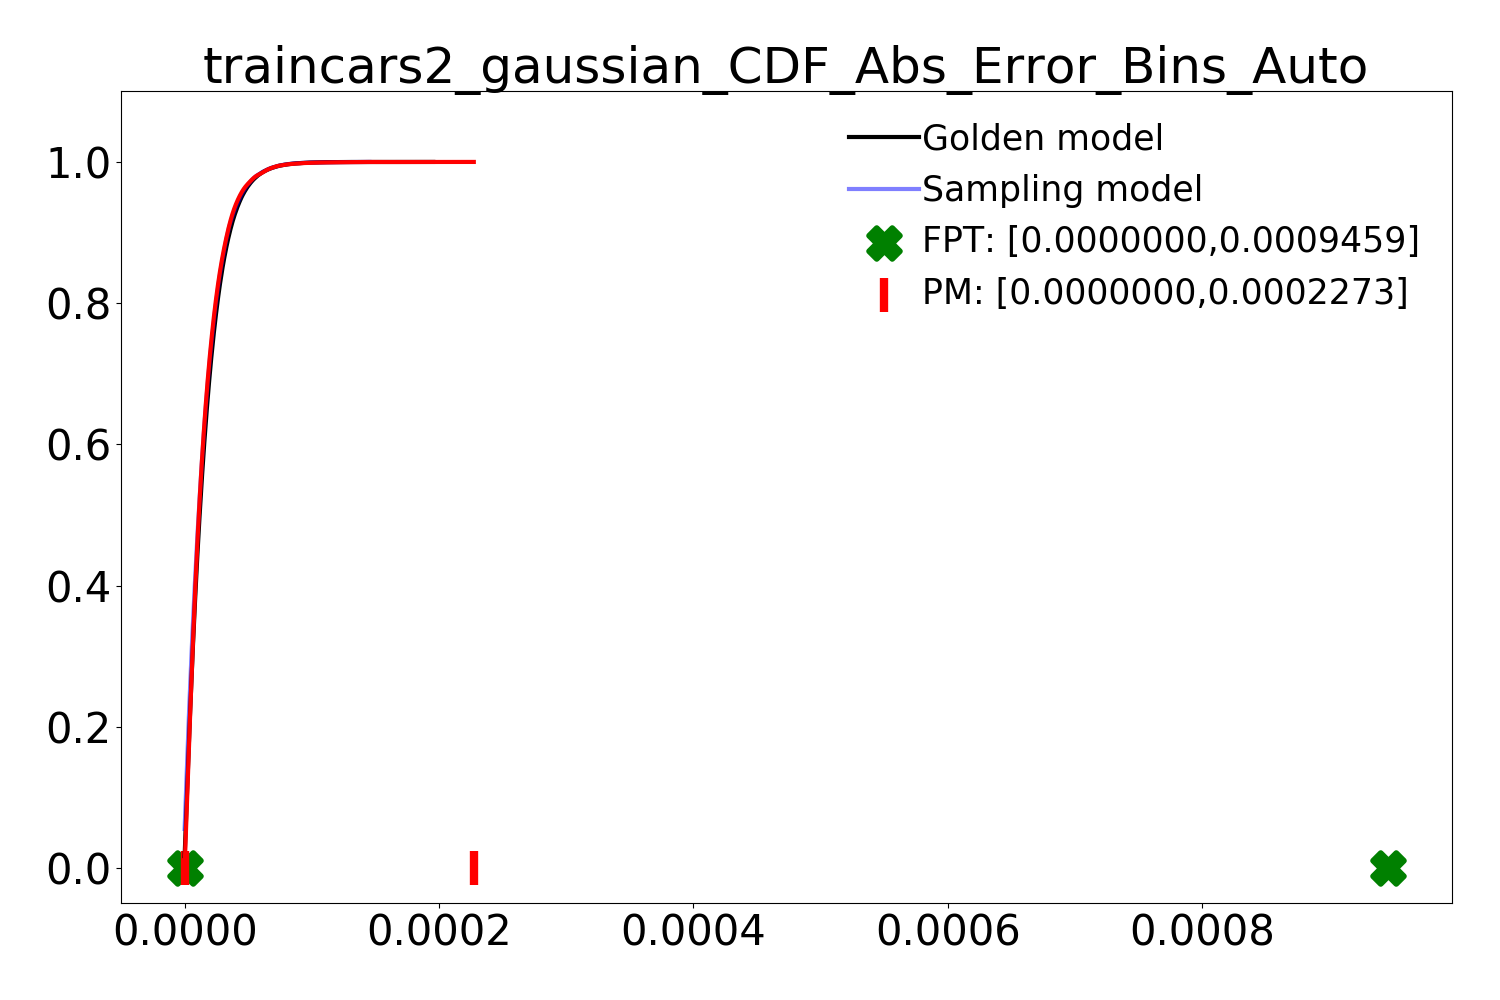 traincars2_gaussian_CDF_Abs_Error_Bins_Auto
Golden model
Sampling model
FPT: [0.0000000,0.0009459]
PM: [0.0000000,0.0002273]
1.0
0.8
0.6
0.4
0.2
0.0
0.0000 0.0002 0.0004 0.0006 0.0008